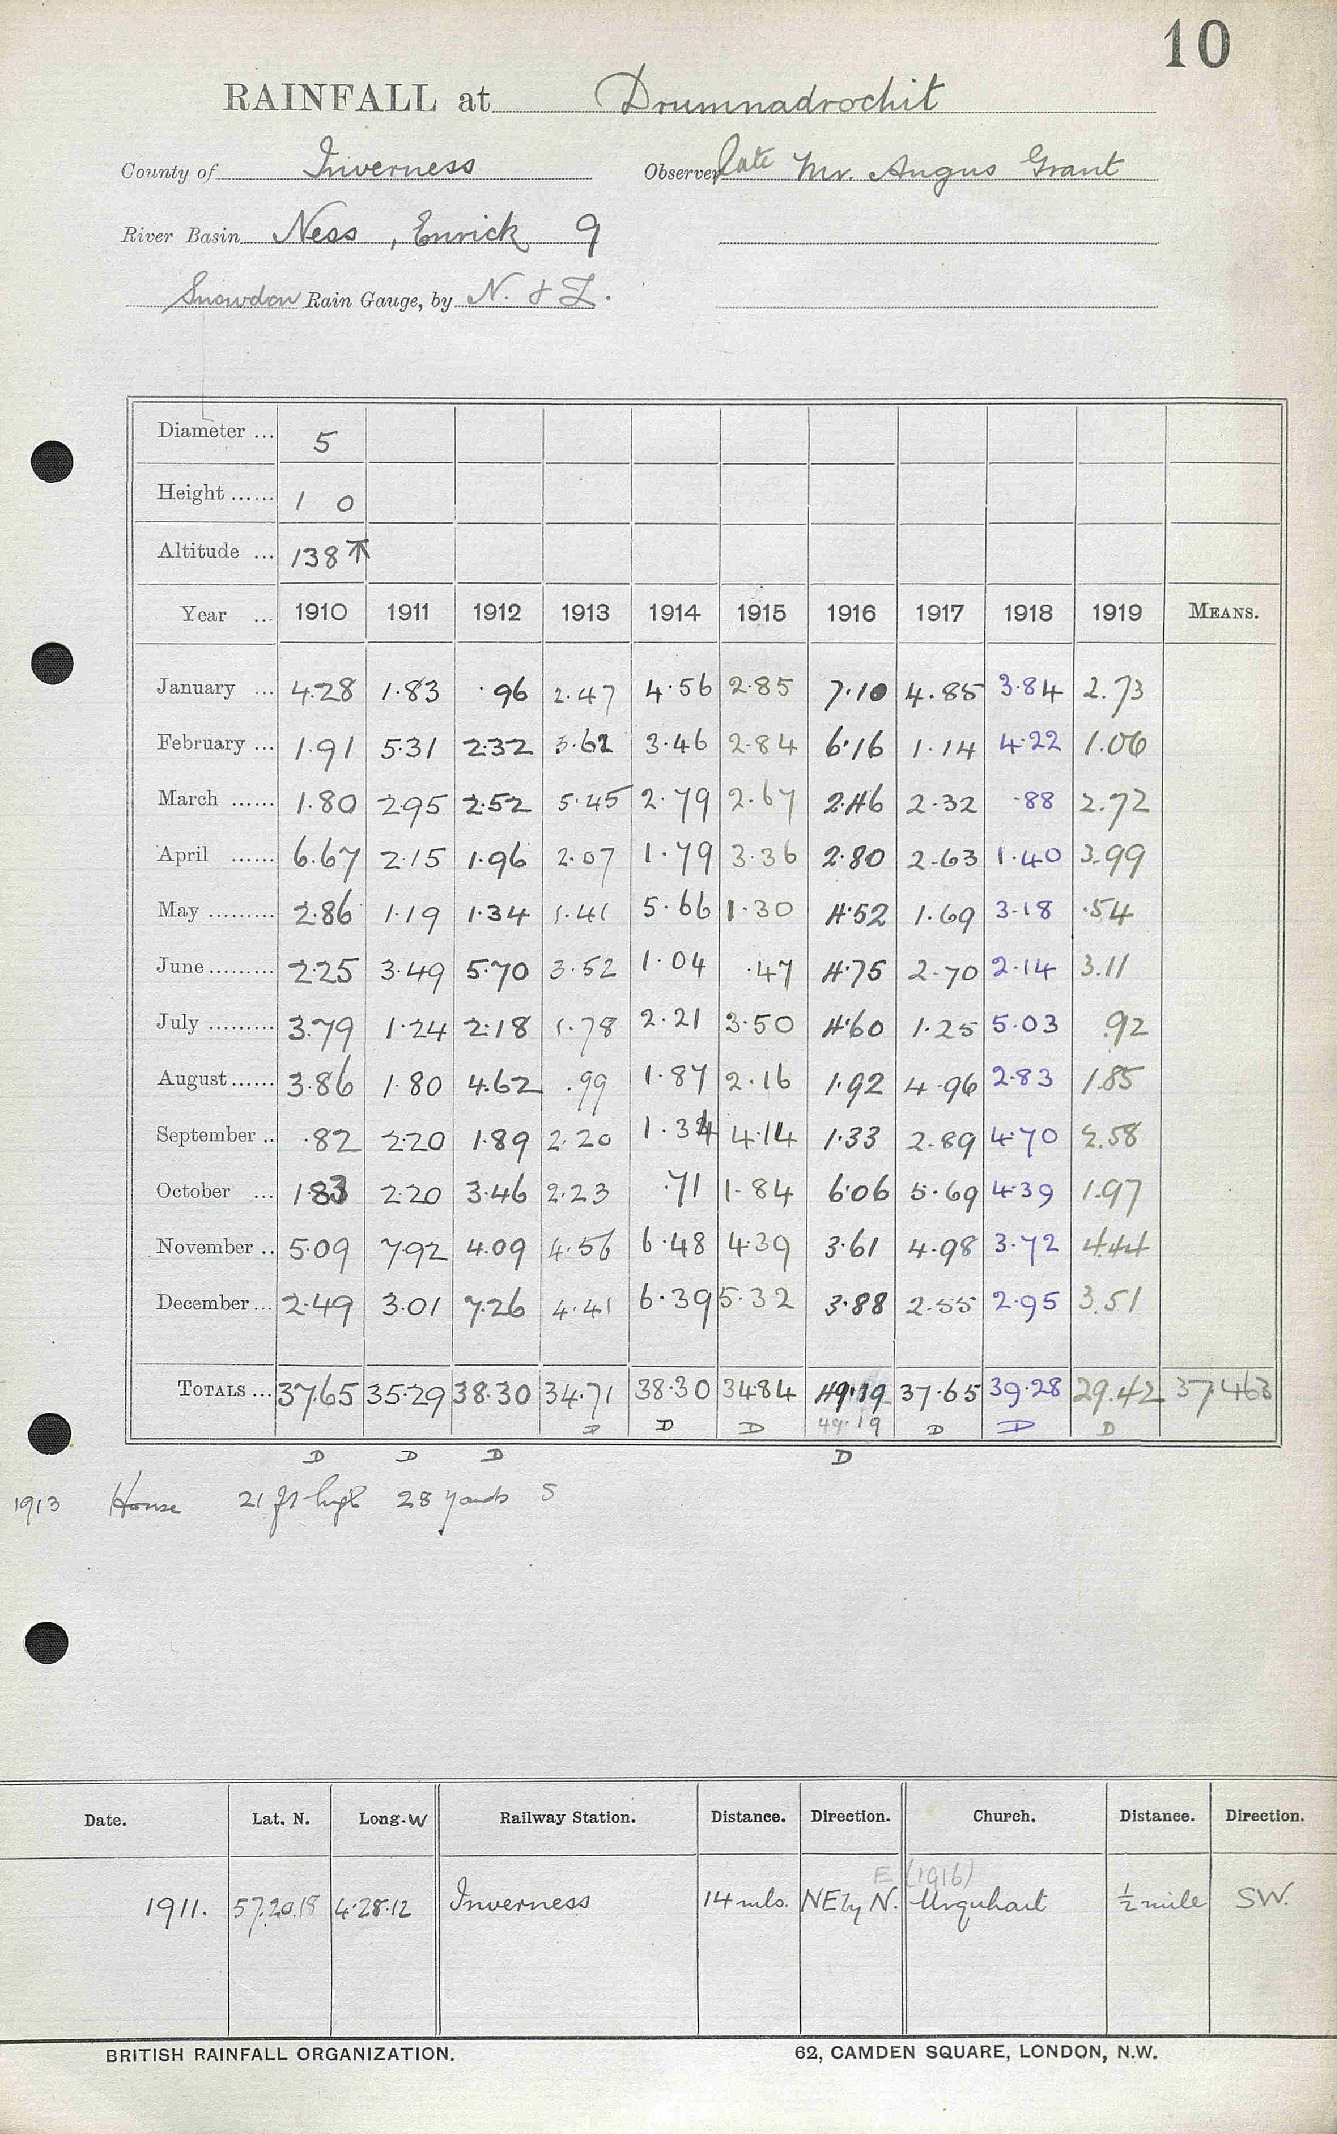 10
RAINFALL at Drumnadrochit
County of Inverness Observer late Mr. Angus Grant
River Basin Ness, Enrick 9
Snowdon Rain Gauge, by N. & Z.
Diameter ... 5
Height ...... 1 0
Altitude ... 138 ↑
Year ... 1910 1911 1912 1913 1914 1915 1916 1917 1918 1919 MEANS.
January ... 4.28 1.83 .96 2.47 4.56 2.85 7.10 4.85 3.84 2.73
February ... 1.91 5.31 2.32 3.62 3.46 2.84 6.16 1.14 4.22 1.06
March ...... 1.80 2.95 2.52 5.45 2.79 2.67 2.46 2.32 .88 2.72
April ...... 6.67 2.15 1.96 2.07 1.79 3.36 2.80 2.63 1.40 3.99
May ......... 2.86 1.19 1.34 1.41 5.66 1.30 4.52 1.69 3.18 .54
June ......... 2.25 3.49 5.70 3.52 1.04 .47 4.75 2.70 2.14 3.11
July ......... 3.79 1.24 2.18 1.78 2.21 3.50 4.60 1.25 5.03 .92
August ...... 3.86 1.80 4.62 .99 1.87 2.16 1.92 4.96 2.83 1.85
September .. .82 2.20 1.89 2.20 1.34 4.14 1.33 2.89 4.70 2.58
October ... 1.83 2.20 3.46 2.23 .71 1.84 6.06 5.69 4.39 1.97
November .. 5.09 7.92 4.09 4.56 6.48 4.39 3.61 4.98 3.72 4.44
December ... 2.49 3.01 7.26 4.41 6.39 5.32 3.88 2.55 2.95 3.51
TOTALS ... 37.65 35.29 38.30 34.71 38.30 34.84 49.19 37.65 39.28 29.42 37.463
D D D 49.19 D D D
D D D D
1913 House 21 ft high 28 yards S
Date. Lat. N. Long. W Railway Station. Distance. Direction. Church. Distance. Direction.
E (1916)
1911. 57.20.18 4.28.12 Inverness 14 mls. NE by N. Urquhart ½ mile SW.
BRITISH RAINFALL ORGANIZATION. 62, CAMDEN SQUARE, LONDON, N.W.